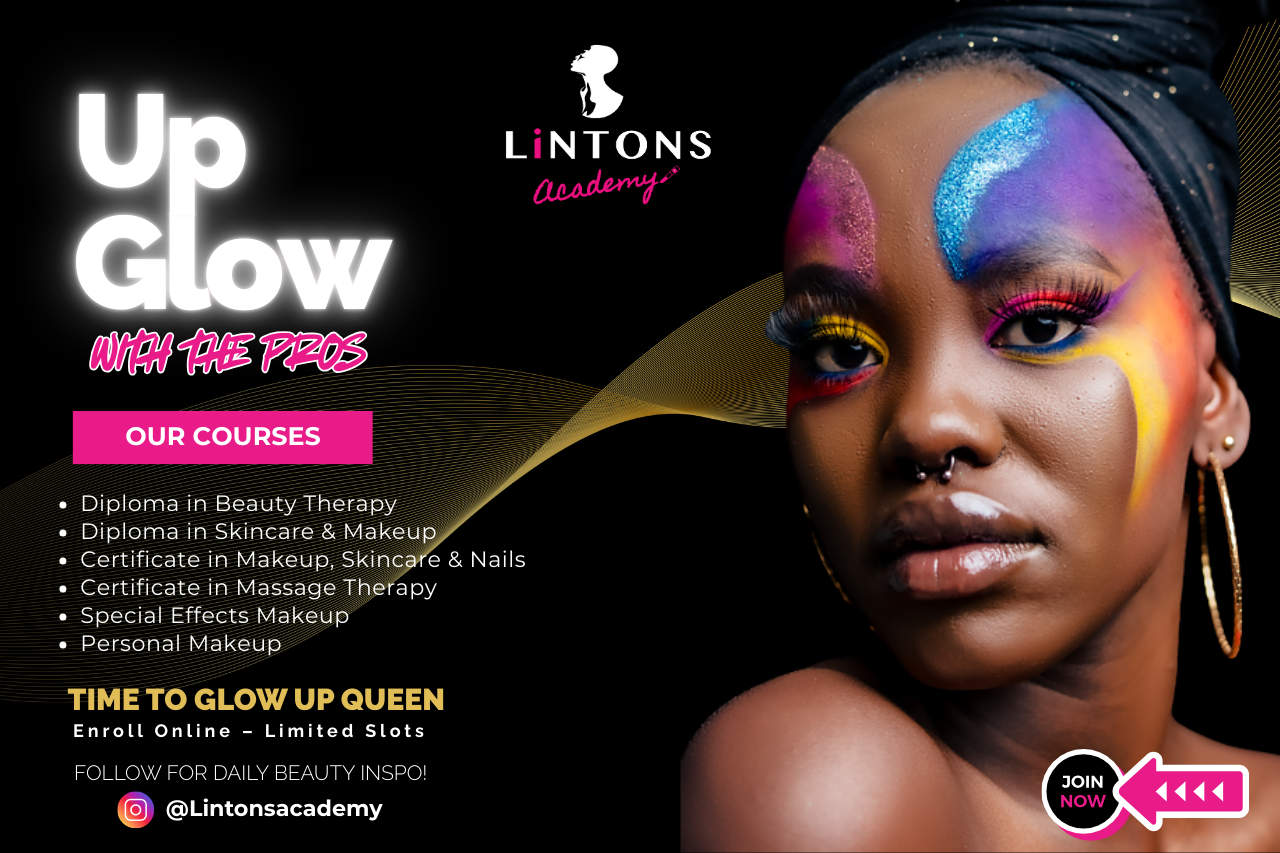 Up
Glow
WITH THE PROS
LiNTONS
Academy
OUR COURSES
• Diploma in Beauty Therapy
• Diploma in Skincare & Makeup
• Certificate in Makeup, Skincare & Nails
• Certificate in Massage Therapy
• Special Effects Makeup
• Personal Makeup
TIME TO GLOW UP QUEEN
Enroll Online – Limited Slots
FOLLOW FOR DAILY BEAUTY INSPO!
@Lintonsacademy
JOIN
NOW